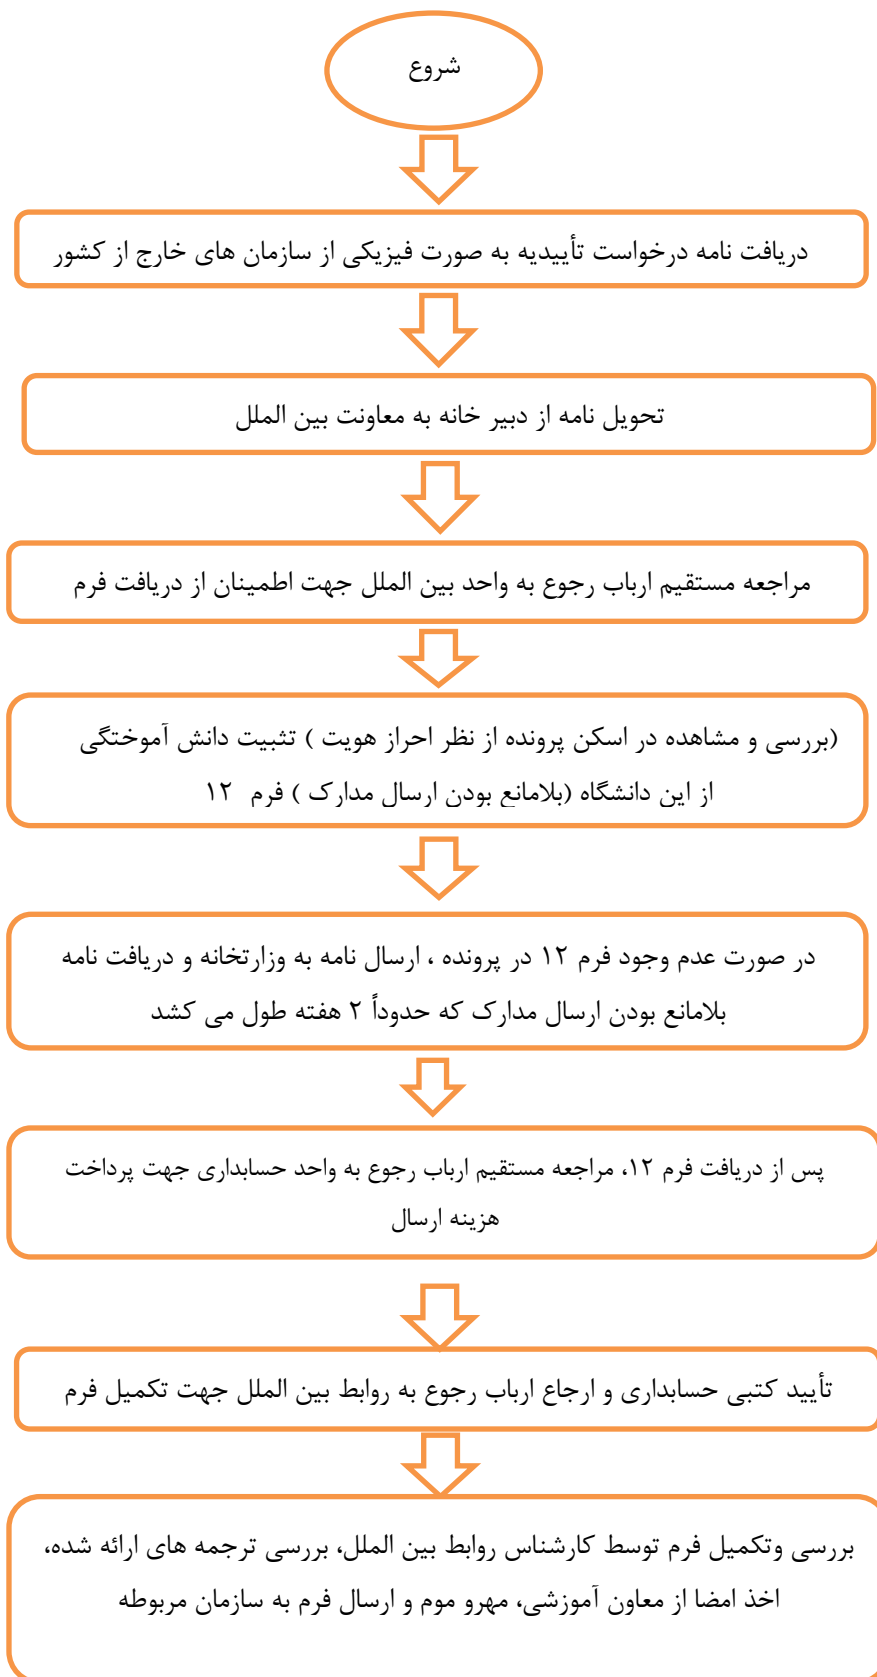 شروع
دریافت نامه درخواست تأییدیه به صورت فیزیکی از سازمان های خارج از کشور
تحویل نامه از دبیر خانه به معاونت بین الملل
مراجعه مستقیم ارباب رجوع به واحد بین الملل جهت اطمینان از دریافت فرم
(بررسی و مشاهده در اسکن پرونده از نظر احراز هویت ) تثبیت دانش آموختگی
از این دانشگاه (بلامانع بودن ارسال مدارک ) فرم ۱۲
در صورت عدم وجود فرم ۱۲ در پرونده ، ارسال نامه به وزارتخانه و دریافت نامه
بلامانع بودن ارسال مدارک که حدوداً ۲ هفته طول می کشد
پس از دریافت فرم ۱۲، مراجعه مستقیم ارباب رجوع به واحد حسابداری جهت پرداخت
هزینه ارسال
تأیید کتبی حسابداری و ارجاع ارباب رجوع به روابط بین الملل جهت تکمیل فرم
بررسی وتکمیل فرم توسط کارشناس روابط بین الملل، بررسی ترجمه های ارائه شده،
اخذ امضا از معاون آموزشی، مهرو موم و ارسال فرم به سازمان مربوطه